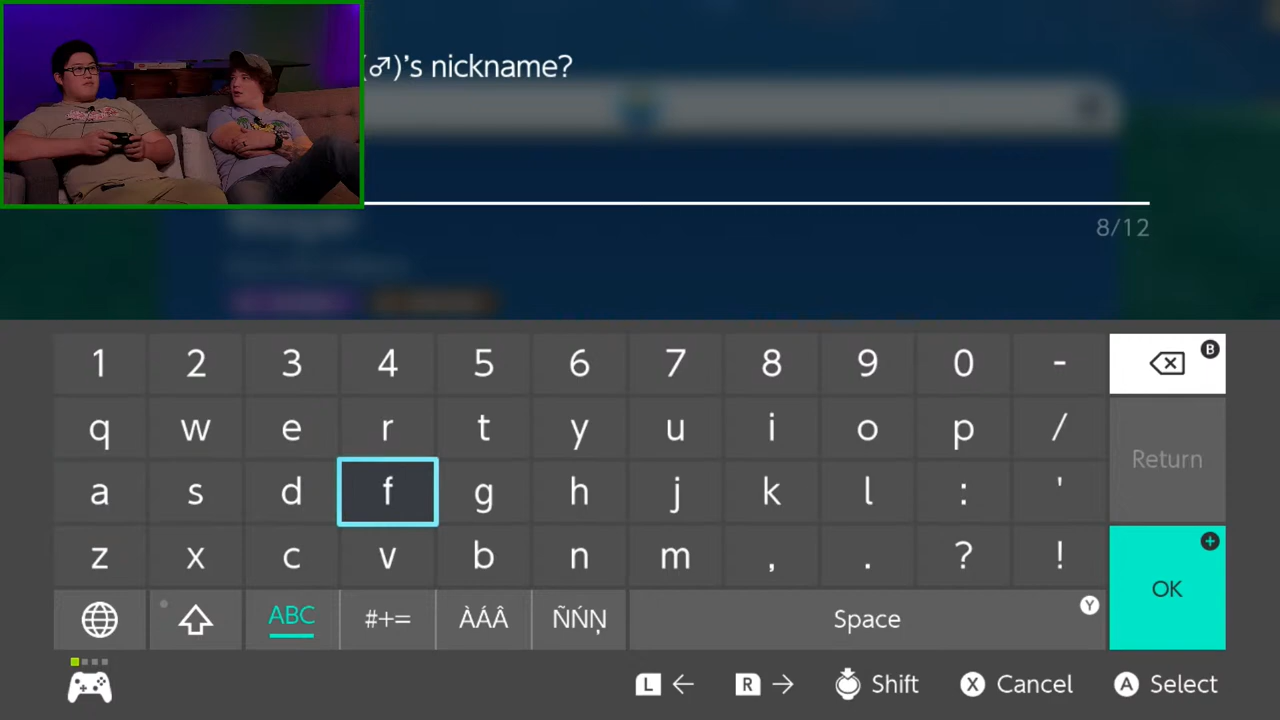 (♂)'s nickname?
8/12
1 2 3 4 5 6 7 8 9 0 -
q w e r t y u i o p /
Return
a s d f g h j k l : '
z x c v b n m , . ? !
OK
ABC #+= ÀÁÂ ÑŃŅ Space
B
+
Y
L ← R → Shift X Cancel A Select